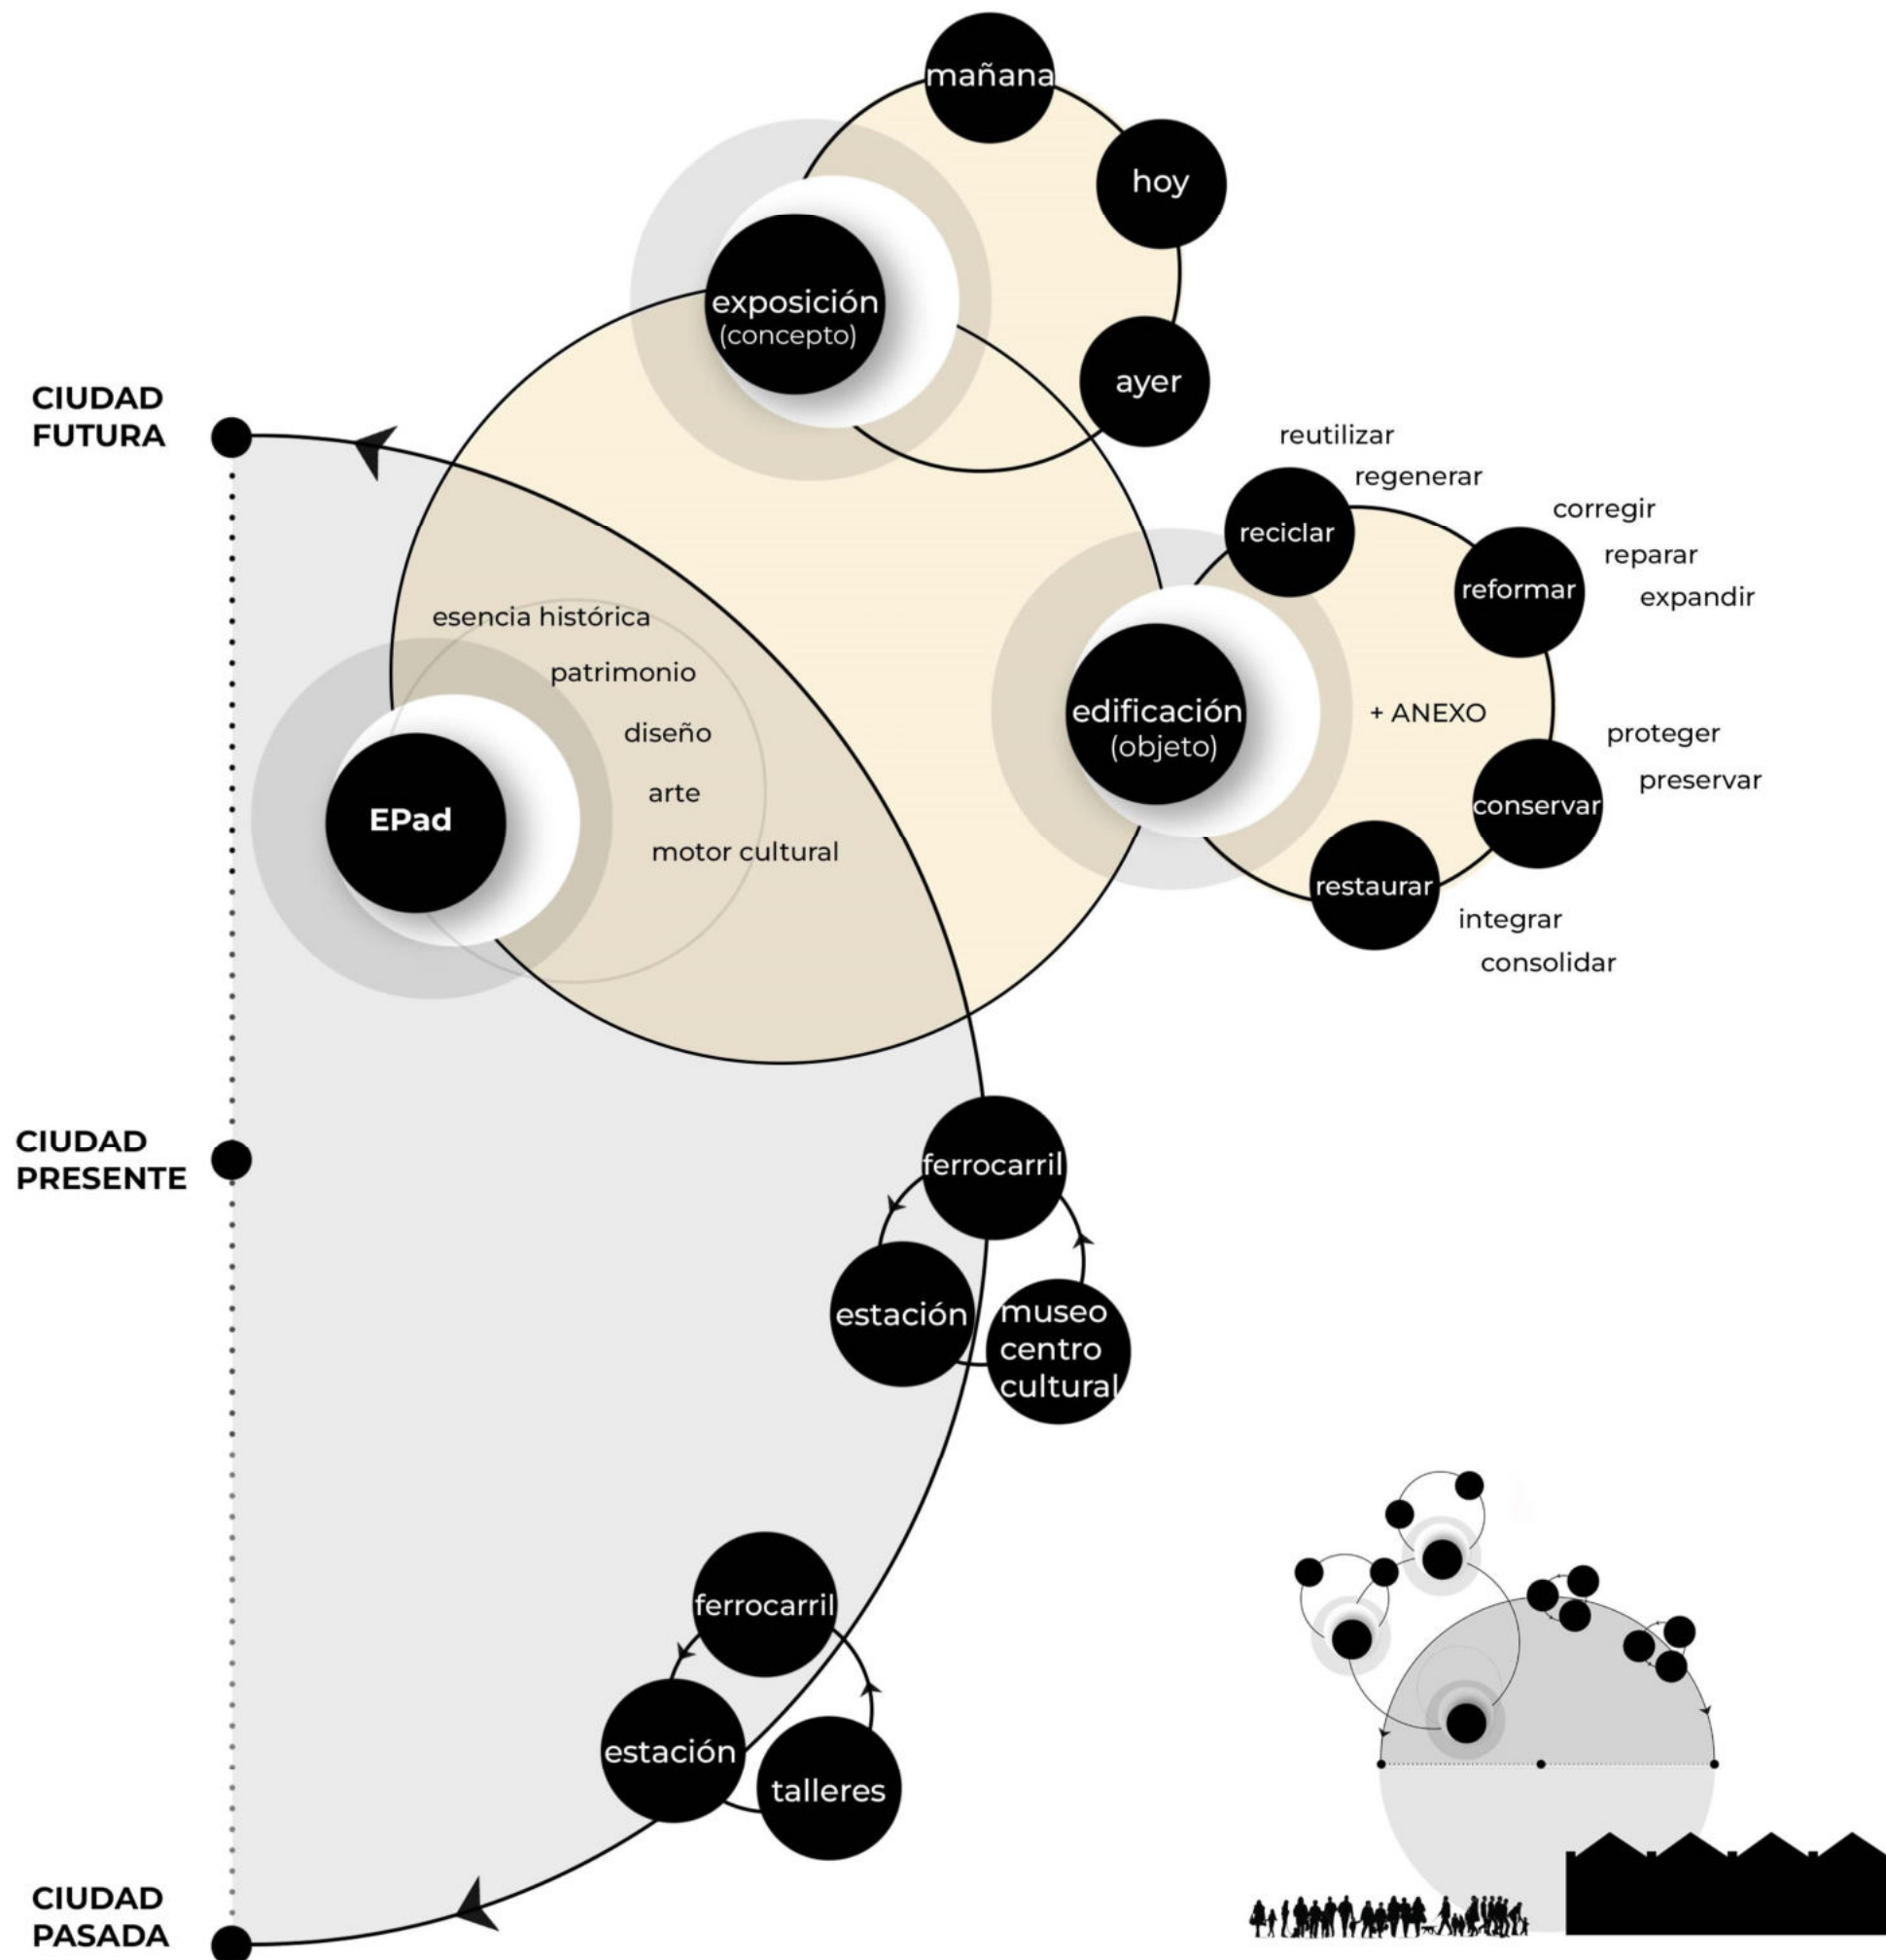 mañana
hoy
exposición
(concepto)
ayer
CIUDAD
FUTURA
reutilizar
regenerar
reciclar
corregir
reparar
reformar
expandir
esencia histórica
patrimonio
diseño
arte
motor cultural
EPad
edificación
(objeto)
+ ANEXO
proteger
preservar
conservar
restaurar
integrar
consolidar
CIUDAD
PRESENTE
ferrocarril
estación
museo
centro
cultural
ferrocarril
estación
talleres
CIUDAD
PASADA